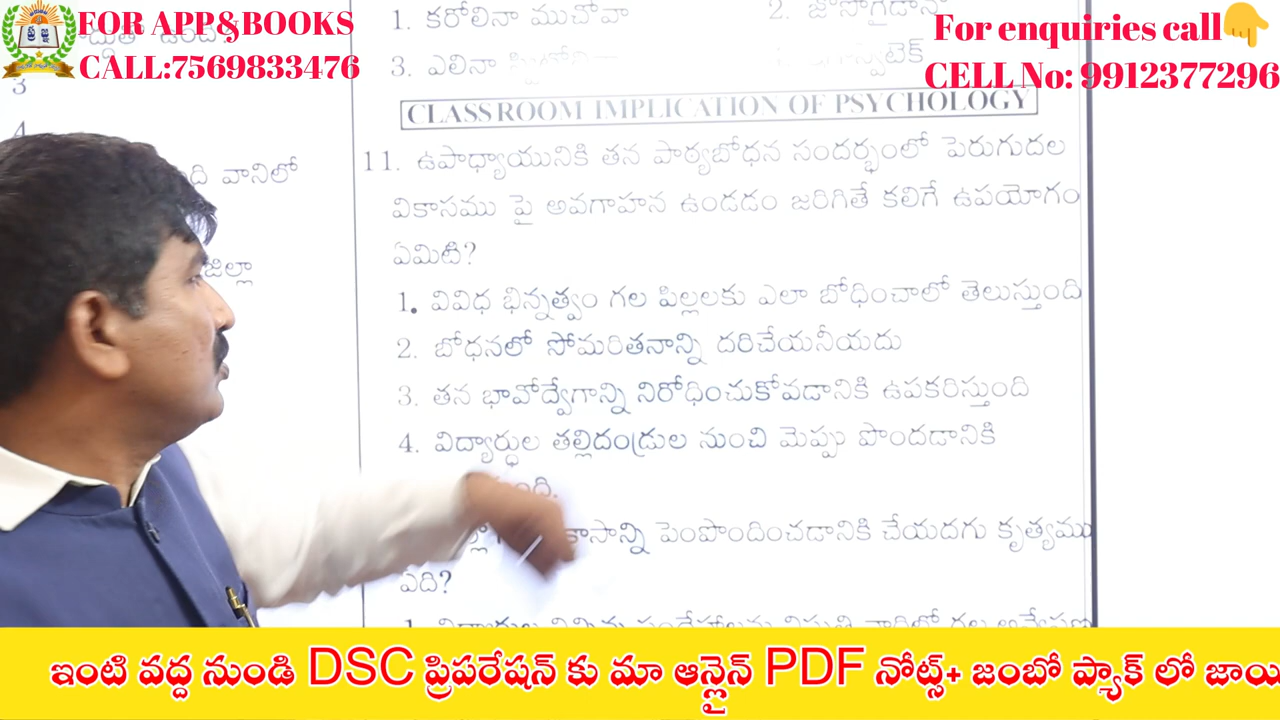 FOR APP&BOOKS
CALL:7569833476
For enquiries call👇
CELL No: 9912377296
3
4
ది వానిలో
జిల్లా
1. కరోలినా ముచోవా
2.
3. ఎలినా
CLASSROOM IMPLICATION OF PSYCHOLOGY
11. ఉపాధ్యాయునికి తన పాఠ్యబోధన సందర్భంలో పెరుగుదల
వికాసము పై అవగాహన ఉండడం జరిగితే కలిగే ఉపయోగం
ఏమిటి?
1. వివిధ భిన్నత్వం గల పిల్లలకు ఎలా బోధించాలో తెలుస్తుంది
2. బోధనలో సోమరితనాన్ని దరిచేయనీయదు
3. తన భావోద్వేగాన్ని నిరోధించుకోవడానికి ఉపకరిస్తుంది
4. విద్యార్ధుల తల్లిదండ్రుల నుంచి మెప్పు పొందడానికి
పెంపొందించడానికి చేయదగు కృత్యము
ఏది?
ఇంటి వద్ద నుండి DSC ప్రిపరేషన్ కు మా ఆన్లైన్ PDF నోట్స్+ జంబో ప్యాక్ లో జాయి